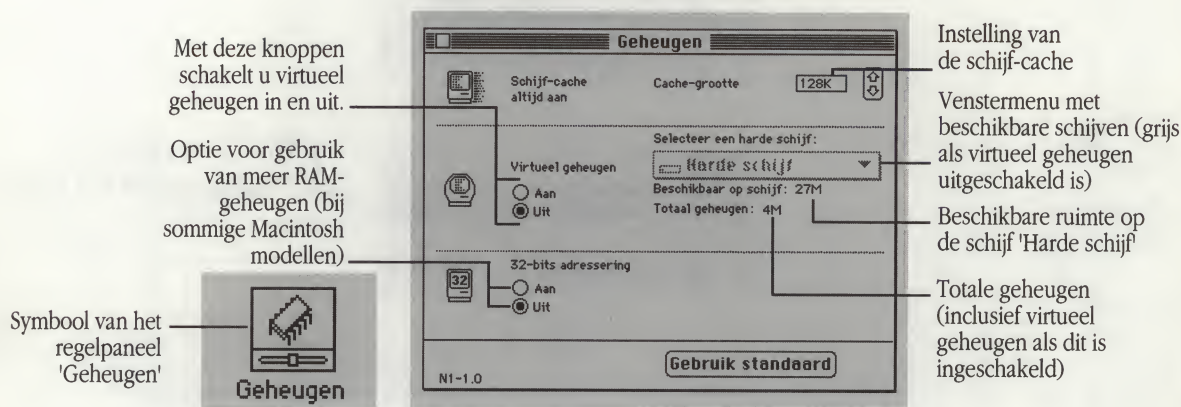 Met deze knoppen
schakelt u virtueel
geheugen in en uit.
Optie voor gebruik
van meer RAM-
geheugen (bij
sommige Macintosh
modellen)
Symbool van het
regelpaneel
'Geheugen'
Geheugen
Geheugen
Schijf-cache
altijd aan
Cache-grootte
128K
Selecteer een harde schijf:
Harde schijf
Virtueel geheugen
Aan
Uit
Beschikbaar op schijf: 27M
Totaal geheugen: 4M
32
32-bits adressering
Aan
Uit
Gebruik standaard
N1-1.0
Instelling van
de schijf-cache
Venstermenu met
beschikbare schijven (grijs
als virtueel geheugen
uitgeschakeld is)
Beschikbare ruimte op
de schijf 'Harde schijf'
Totale geheugen
(inclusief virtueel
geheugen als dit is
ingeschakeld)